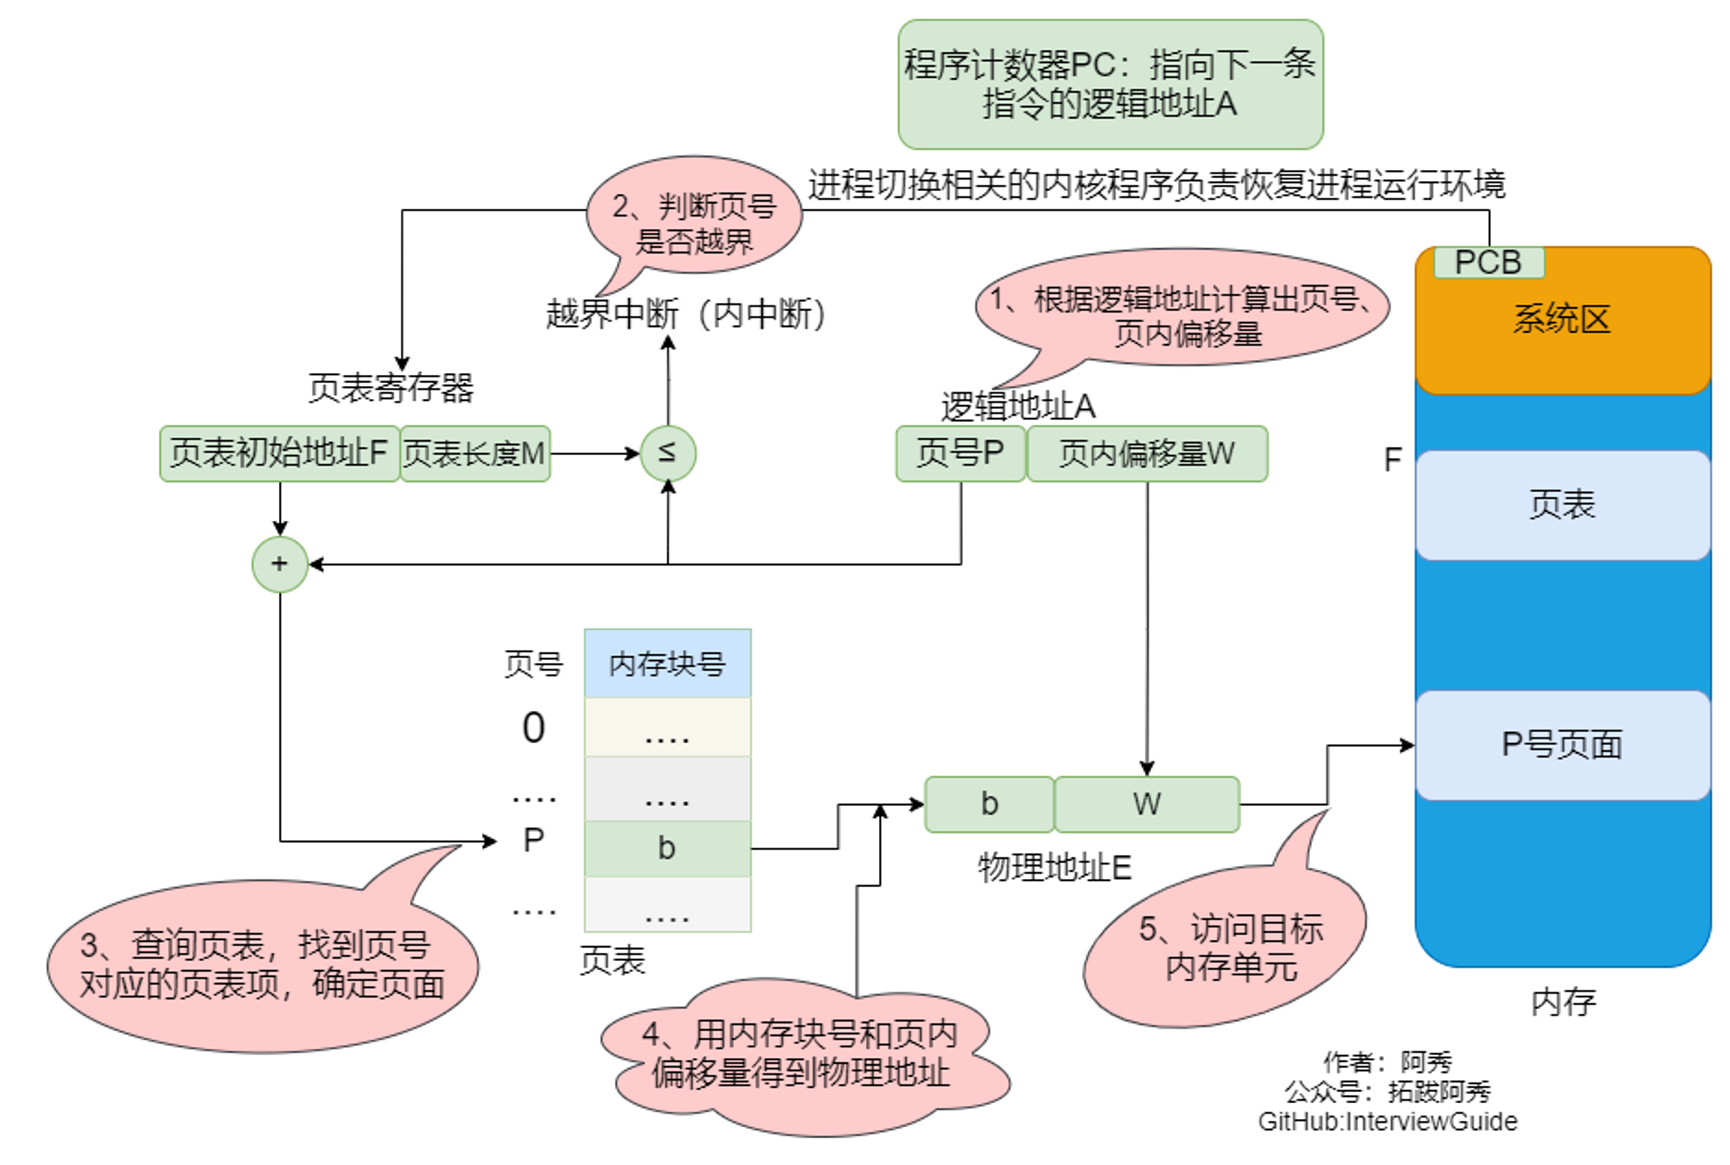 程序计数器PC：指向下一条
指令的逻辑地址A
进程切换相关的内核程序负责恢复进程运行环境
2、判断页号
是否越界
PCB
系统区
越界中断（内中断）
1、根据逻辑地址计算出页号、
页内偏移量
页表寄存器
逻辑地址A
页表初始地址F
页表长度M
≤
页号P
页内偏移量W
F
页表
+
页号
内存块号
0
....
....
....
P
b
....
....
页表
b
W
物理地址E
P号页面
3、查询页表，找到页号
对应的页表项，确定页面
4、用内存块号和页内
偏移量得到物理地址
5、访问目标
内存单元
内存
作者：阿秀
公众号：拓跋阿秀
GitHub:InterviewGuide